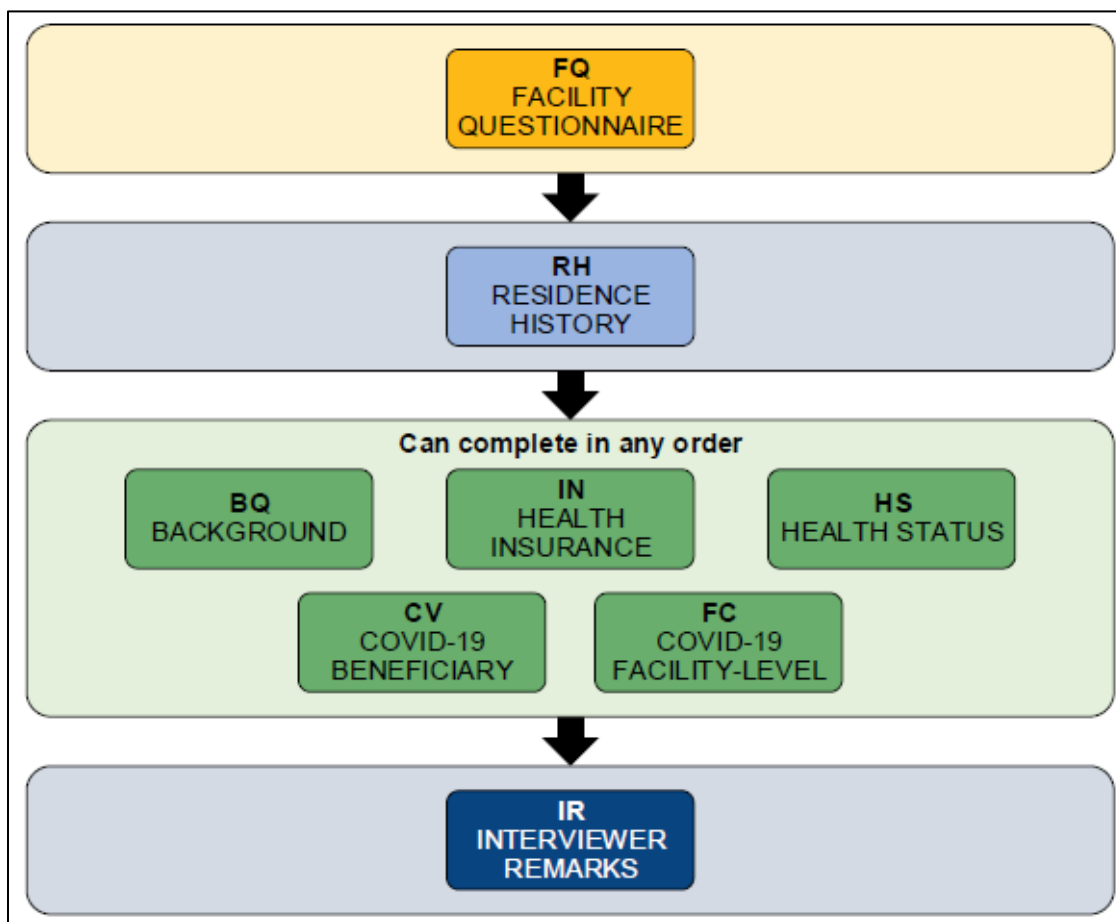 FQ
FACILITY
QUESTIONNAIRE
RH
RESIDENCE
HISTORY
Can complete in any order
BQ
BACKGROUND
IN
HEALTH
INSURANCE
HS
HEALTH STATUS
CV
COVID-19
BENEFICIARY
FC
COVID-19
FACILITY-LEVEL
IR
INTERVIEWER
REMARKS